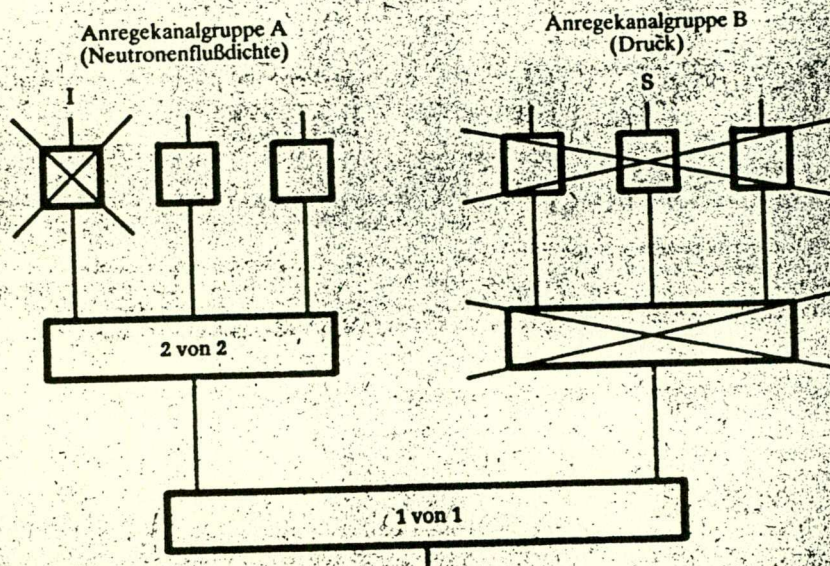 Anregekanalgruppe A
(Neutronenflußdichte)
Anregekanalgruppe B
(Druck)
I
S
2 von 2
1 von 1